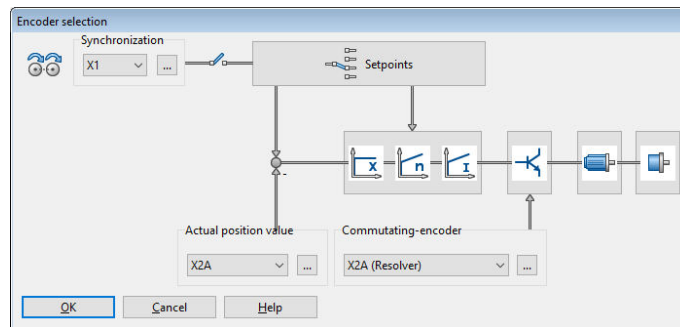 Encoder selection
Synchronization
X1
...
Setpoints
x
n
I
-
Actual position value
X2A
...
Commutating-encoder
X2A (Resolver)
...
OK
Cancel
Help